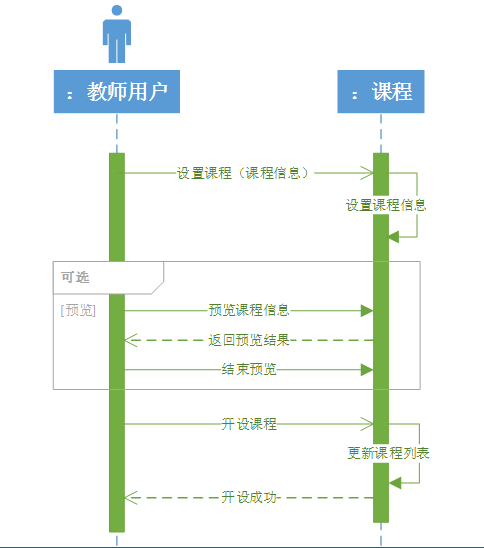 ：教师用户
：课程
设置课程（课程信息）
设置课程信息
可选
[预览]
预览课程信息
返回预览结果
结束预览
开设课程
更新课程列表
开设成功